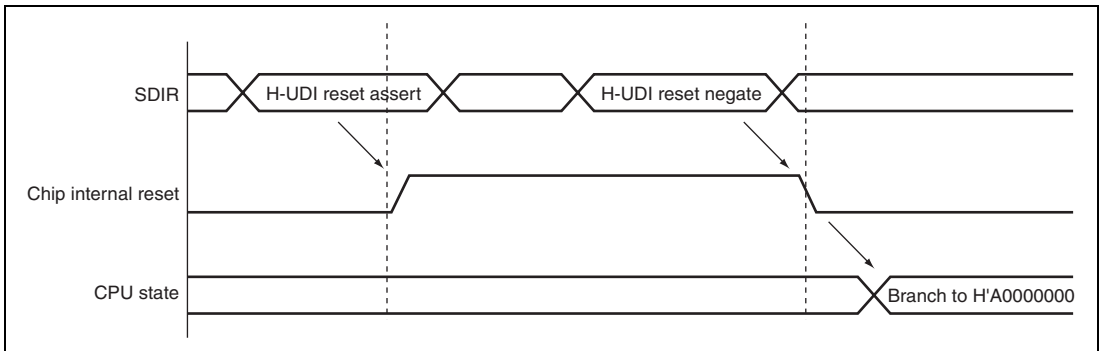 SDIR
H-UDI reset assert
H-UDI reset negate
Chip internal reset
CPU state
Branch to H'A0000000